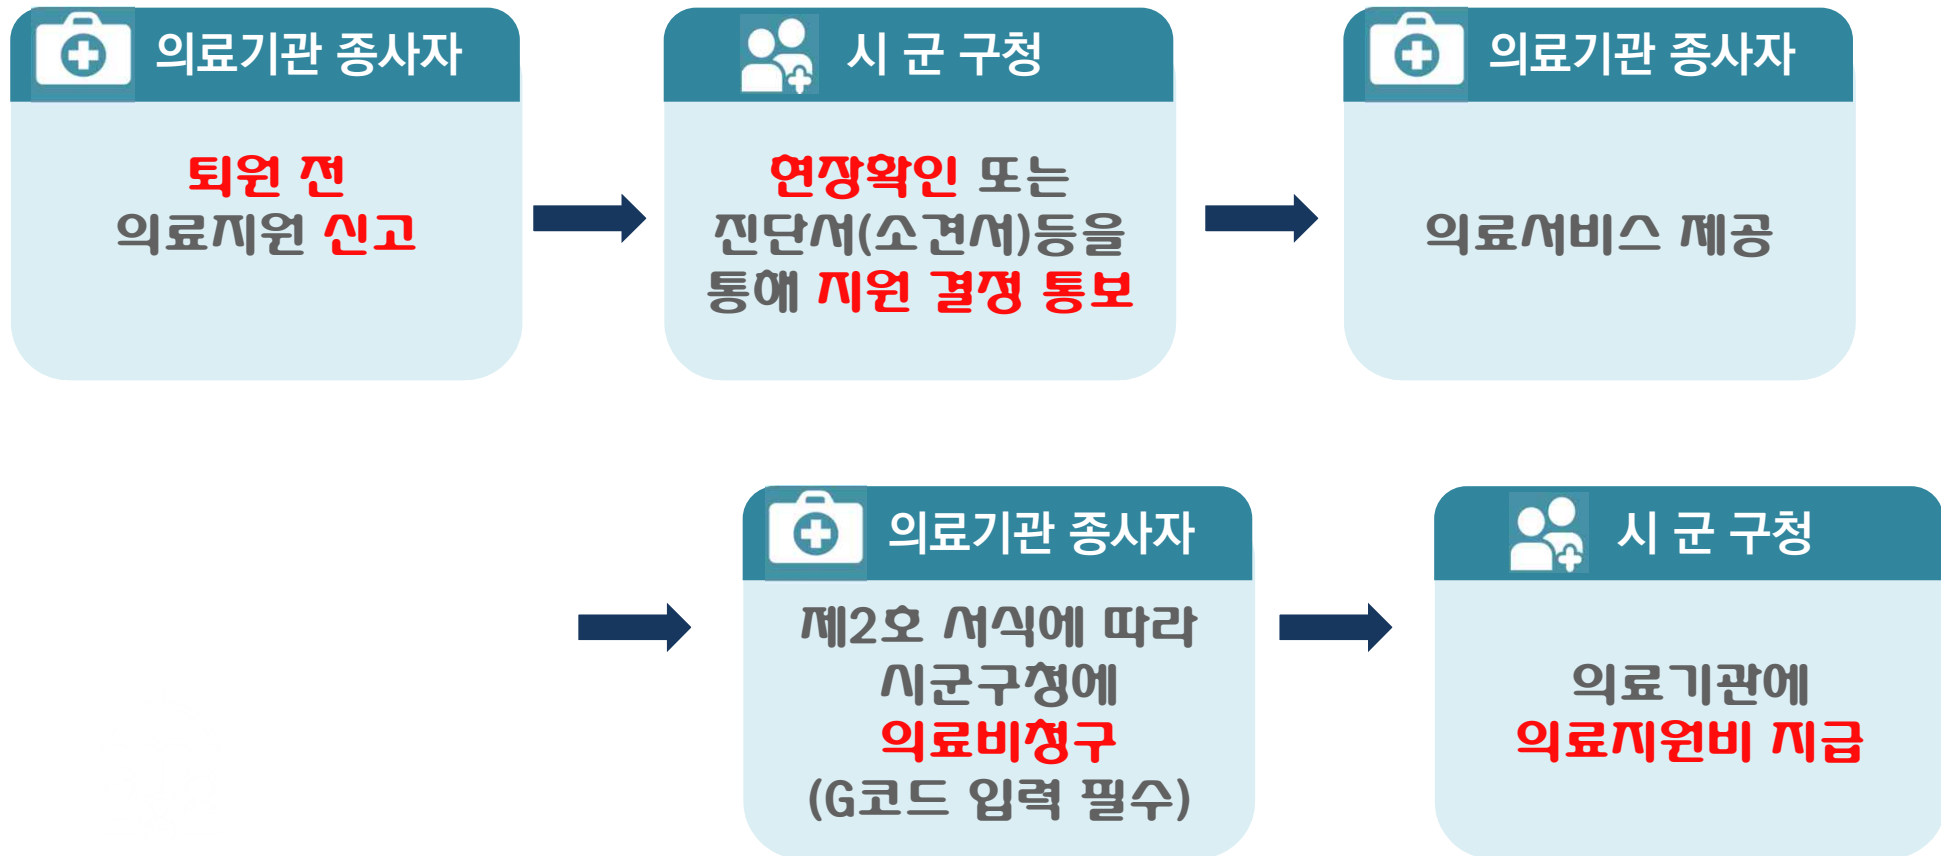 의료기관 종사자
퇴원 전
의료지원 신고
시 군 구청
현장확인 또는
진단서(소견서)등을
통해 지원 결정 통보
의료기관 종사자
의료서비스 제공
의료기관 종사자
제2호 서식에 따라
시군구청에
의료비청구
(G코드 입력 필수)
시 군 구청
의료기관에
의료지원비 지급